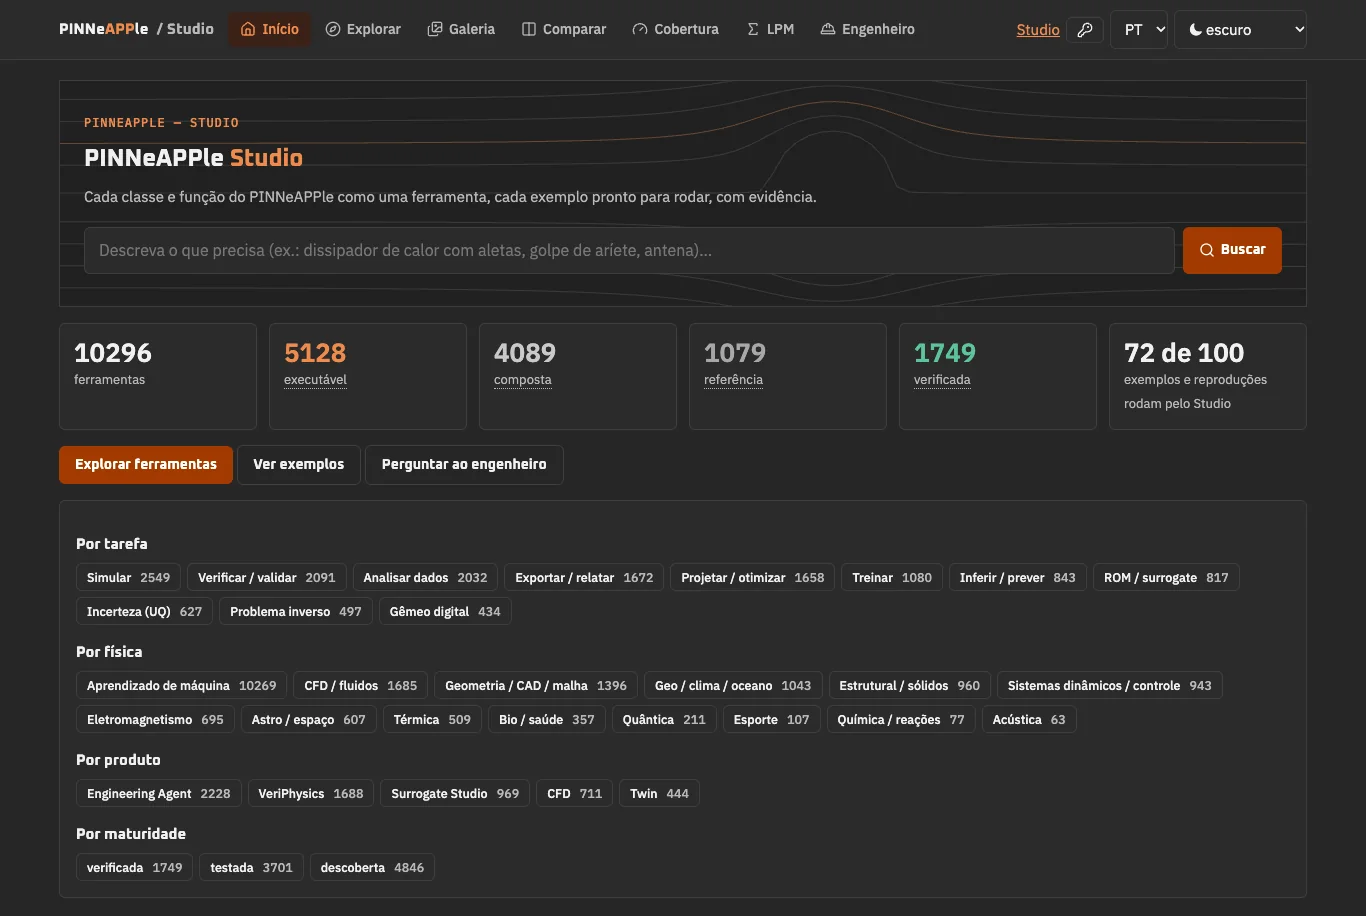 PINNeAPPle / Studio Início Explorar Galeria Comparar Cobertura LPM Engenheiro Studio PT escuro
PINNEAPPLE — STUDIO
PINNeAPPle Studio
Cada classe e função do PINNeAPPle como uma ferramenta, cada exemplo pronto para rodar, com evidência.
Descreva o que precisa (ex.: dissipador de calor com aletas, golpe de aríete, antena)... Buscar
10296 5128 4089 1079 1749 72 de 100
ferramentas executável composta referência verificada exemplos e reproduções
rodam pelo Studio
Explorar ferramentas Ver exemplos Perguntar ao engenheiro
Por tarefa
Simular 2549 Verificar / validar 2091 Analisar dados 2032 Exportar / relatar 1672 Projetar / otimizar 1658 Treinar 1080 Inferir / prever 843 ROM / surrogate 817
Incerteza (UQ) 627 Problema inverso 497 Gêmeo digital 434
Por física
Aprendizado de máquina 10269 CFD / fluidos 1685 Geometria / CAD / malha 1396 Geo / clima / oceano 1043 Estrutural / sólidos 960 Sistemas dinâmicos / controle 943
Eletromagnetismo 695 Astro / espaço 607 Térmica 509 Bio / saúde 357 Quântica 211 Esporte 107 Química / reações 77 Acústica 63
Por produto
Engineering Agent 2228 VeriPhysics 1688 Surrogate Studio 969 CFD 711 Twin 444
Por maturidade
verificada 1749 testada 3701 descoberta 4846